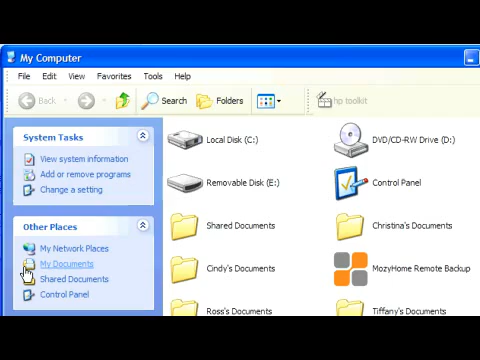 My Computer
File Edit View Favorites Tools Help
Back Search Folders hp toolkit
System Tasks
View system information
Add or remove programs
Change a setting
Other Places
My Network Places
My Documents
Shared Documents
Control Panel
Local Disk (C:) DVD/CD-RW Drive (D:)
Removable Disk (E:) Control Panel
Shared Documents Christina's Documents
Cindy's Documents MozyHome Remote Backup
Ross's Documents Tiffany's Documents